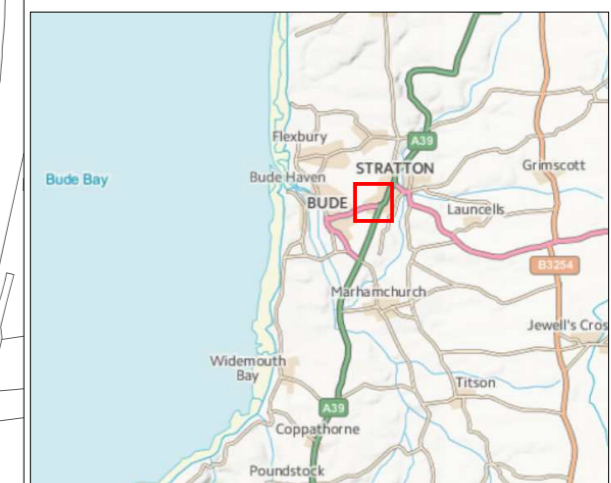 Flexbury
A39
STRATTON
Grimscott
Bude Bay
Bude Haven
BUDE
Launcells
B3254
Marhamchurch
Jewell's Cros
Widemouth
Bay
Titson
A39
Coppathorne
Poundstock